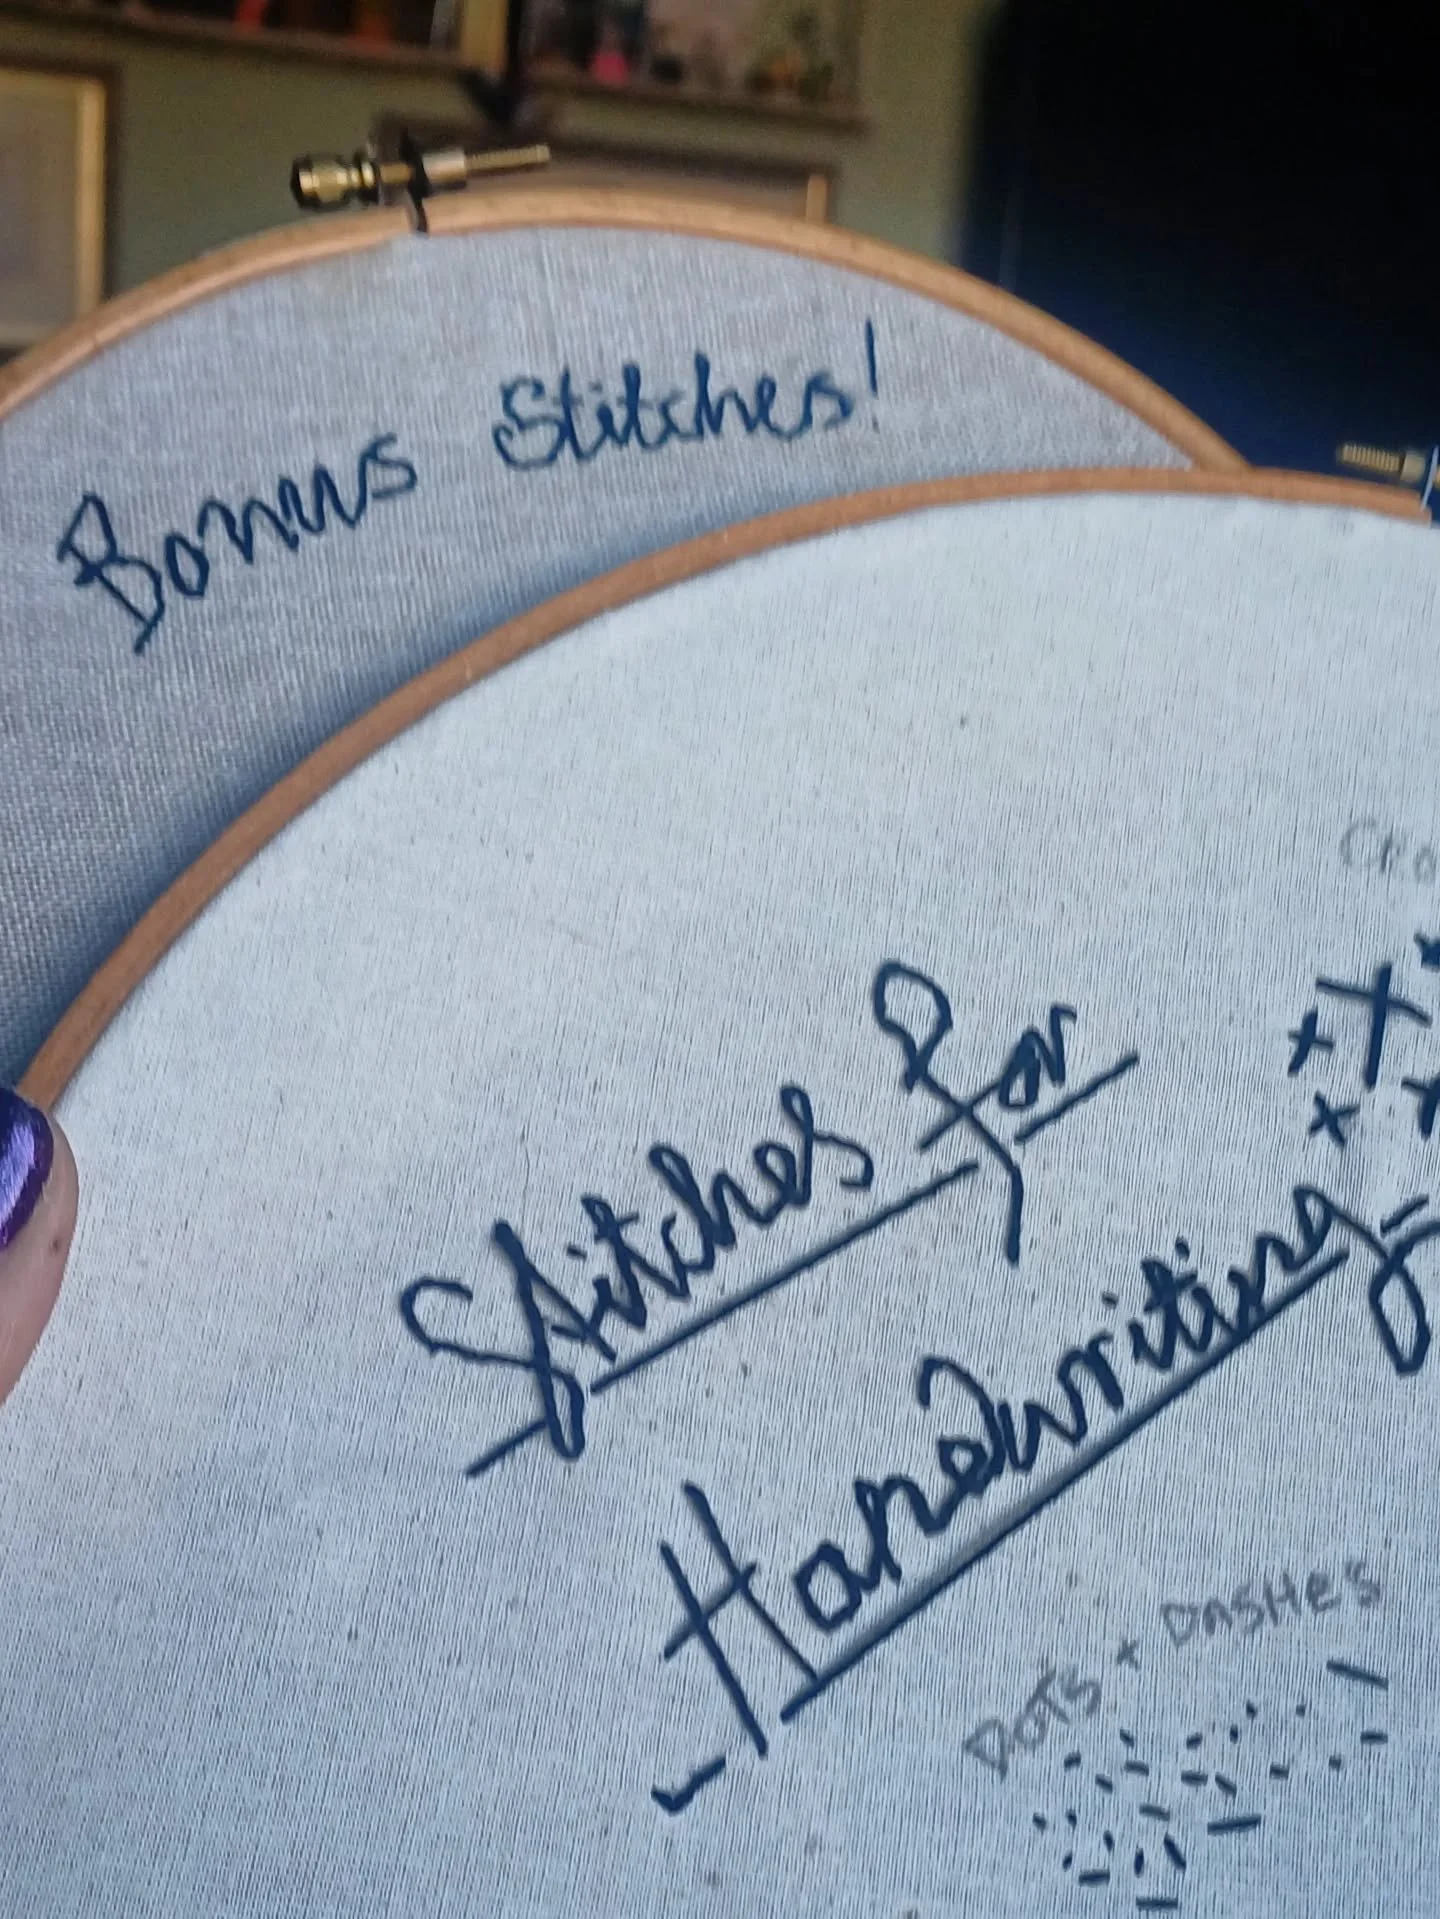 Bonus Stitches!
Stitches for
Handwriting
DOTS + DASHES